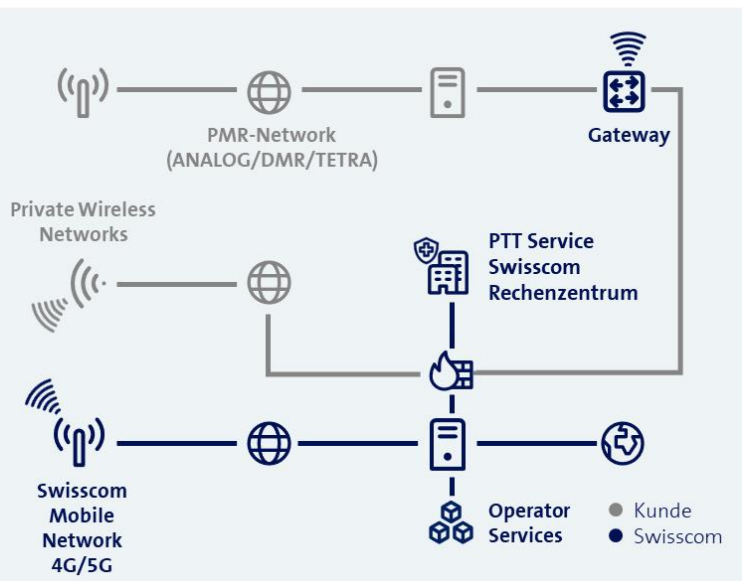 PMR-Network
(ANALOG/DMR/TETRA)
Gateway
Private Wireless
Networks
PTT Service
Swisscom
Rechenzentrum
Swisscom
Mobile
Network
4G/5G
Operator
Services
Kunde
Swisscom